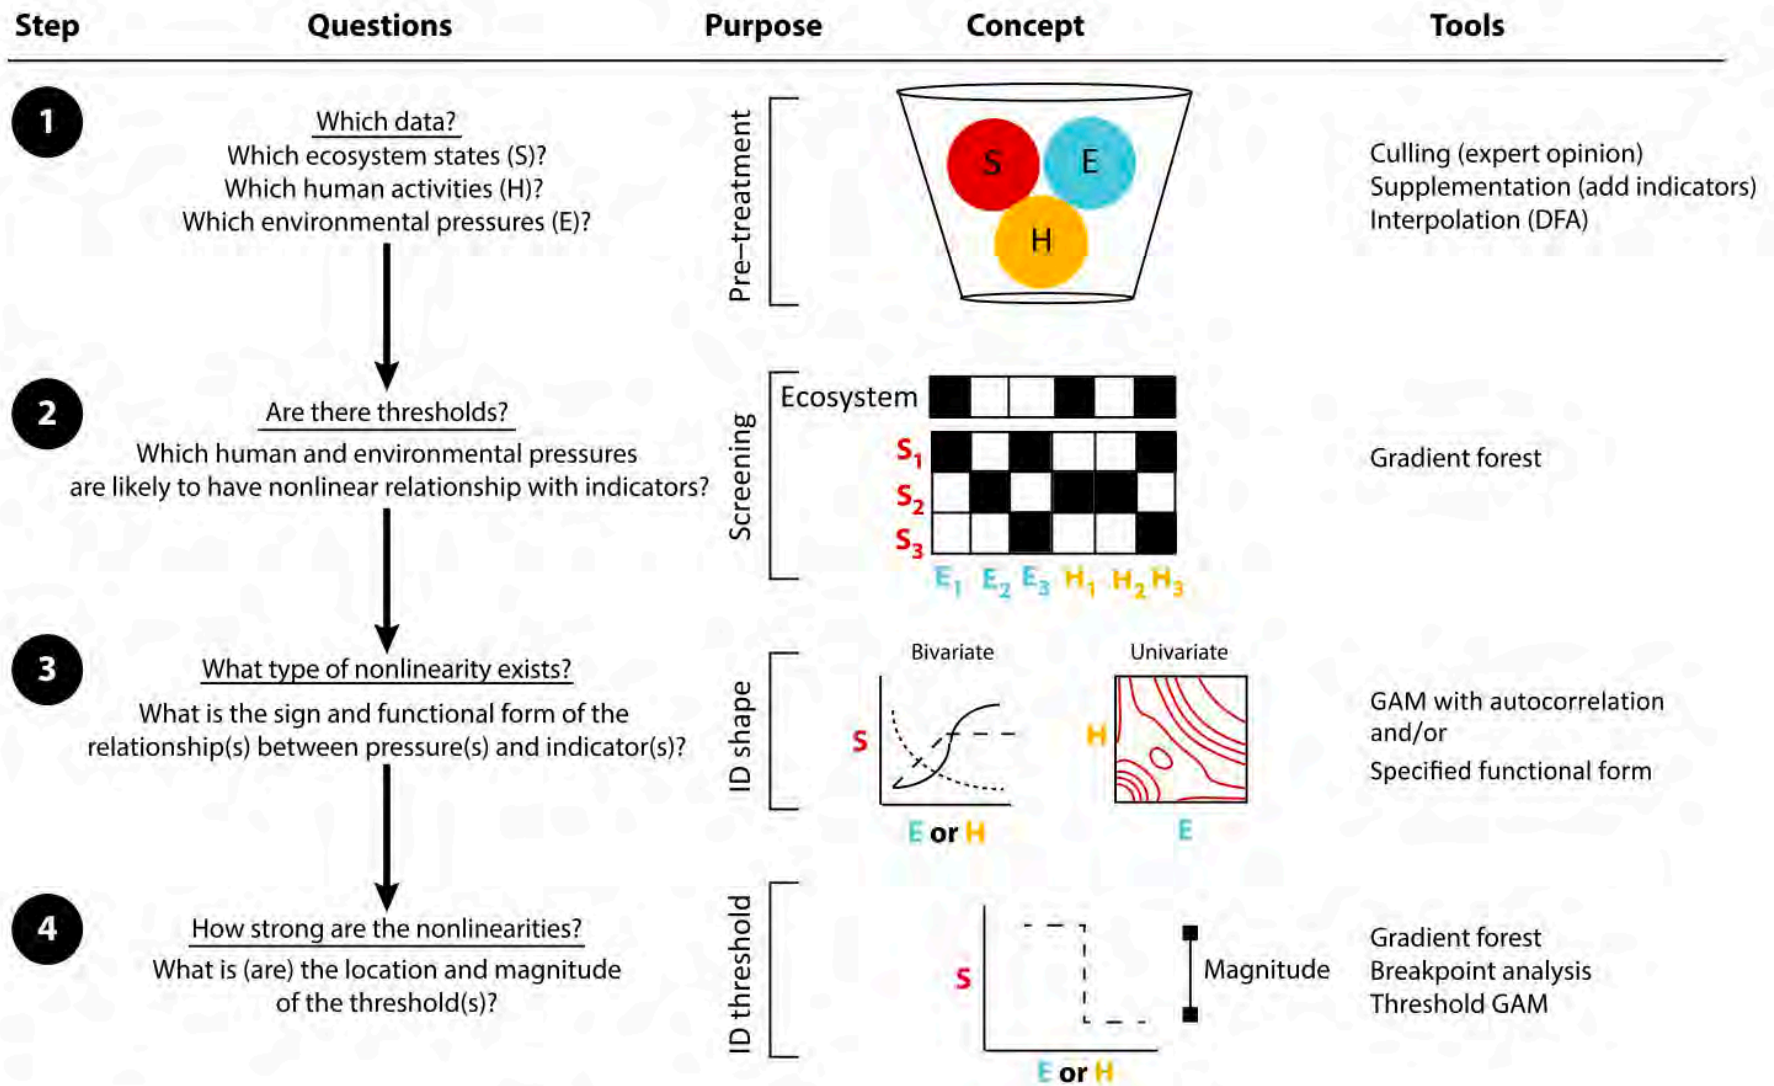 Step Questions Purpose Concept Tools
1
Which data?
Which ecosystem states (S)?
Which human activities (H)?
Which environmental pressures (E)?
Pre–treatment
S E
H
Culling (expert opinion)
Supplementation (add indicators)
Interpolation (DFA)
2
Are there thresholds?
Which human and environmental pressures
are likely to have nonlinear relationship with indicators?
Screening
Ecosystem
S1
S2
S3
E1 E2 E3 H1 H2 H3
Gradient forest
3
What type of nonlinearity exists?
What is the sign and functional form of the
relationship(s) between pressure(s) and indicator(s)?
ID shape
Bivariate
S
E or H
Univariate
H
E
GAM with autocorrelation
and/or
Specified functional form
4
How strong are the nonlinearities?
What is (are) the location and magnitude
of the threshold(s)?
ID threshold
S
Magnitude
E or H
Gradient forest
Breakpoint analysis
Threshold GAM